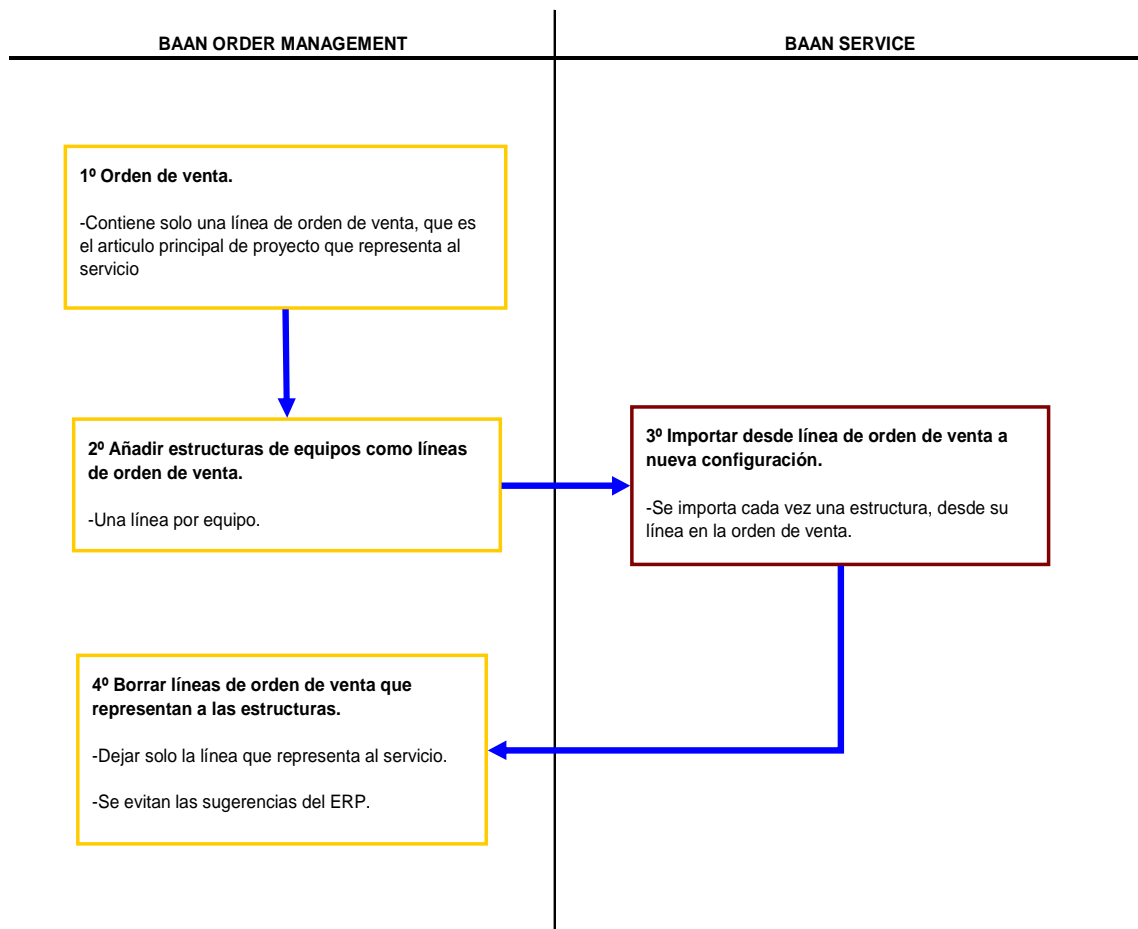 BAAN ORDER MANAGEMENT
BAAN SERVICE
1º Orden de venta.
-Contiene solo una línea de orden de venta, que es
el articulo principal de proyecto que representa al
servicio
2º Añadir estructuras de equipos como líneas
de orden de venta.
-Una línea por equipo.
3º Importar desde línea de orden de venta a
nueva configuración.
-Se importa cada vez una estructura, desde su
línea en la orden de venta.
4º Borrar líneas de orden de venta que
representan a las estructuras.
-Dejar solo la línea que representa al servicio.
-Se evitan las sugerencias del ERP.